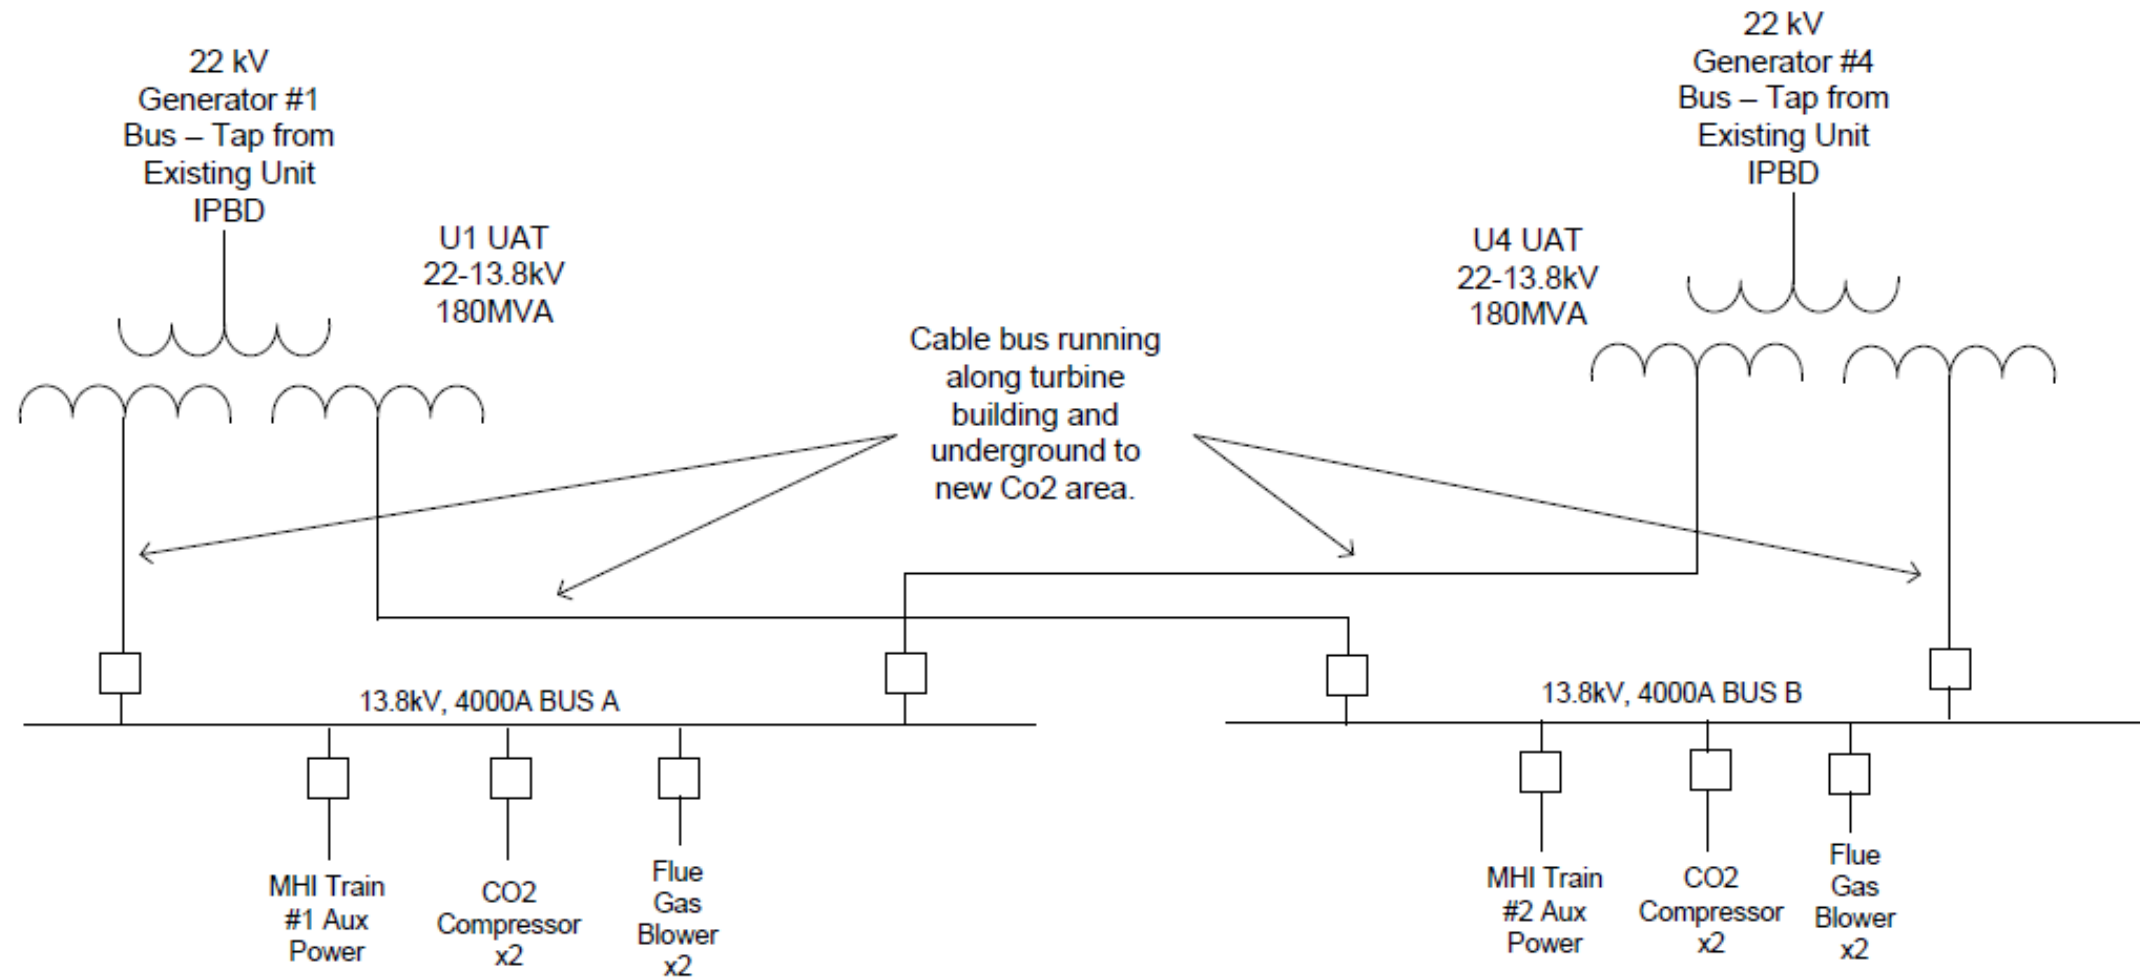 22 kV
Generator #1
Bus – Tap from
Existing Unit
IPBD
U1 UAT
22-13.8kV
180MVA
22 kV
Generator #4
Bus – Tap from
Existing Unit
IPBD
U4 UAT
22-13.8kV
180MVA
Cable bus running
along turbine
building and
underground to
new Co2 area.
13.8kV, 4000A BUS A
13.8kV, 4000A BUS B
MHI Train
#1 Aux
Power
CO2
Compressor
x2
Flue
Gas
Blower
x2
MHI Train
#2 Aux
Power
CO2
Compressor
x2
Flue
Gas
Blower
x2